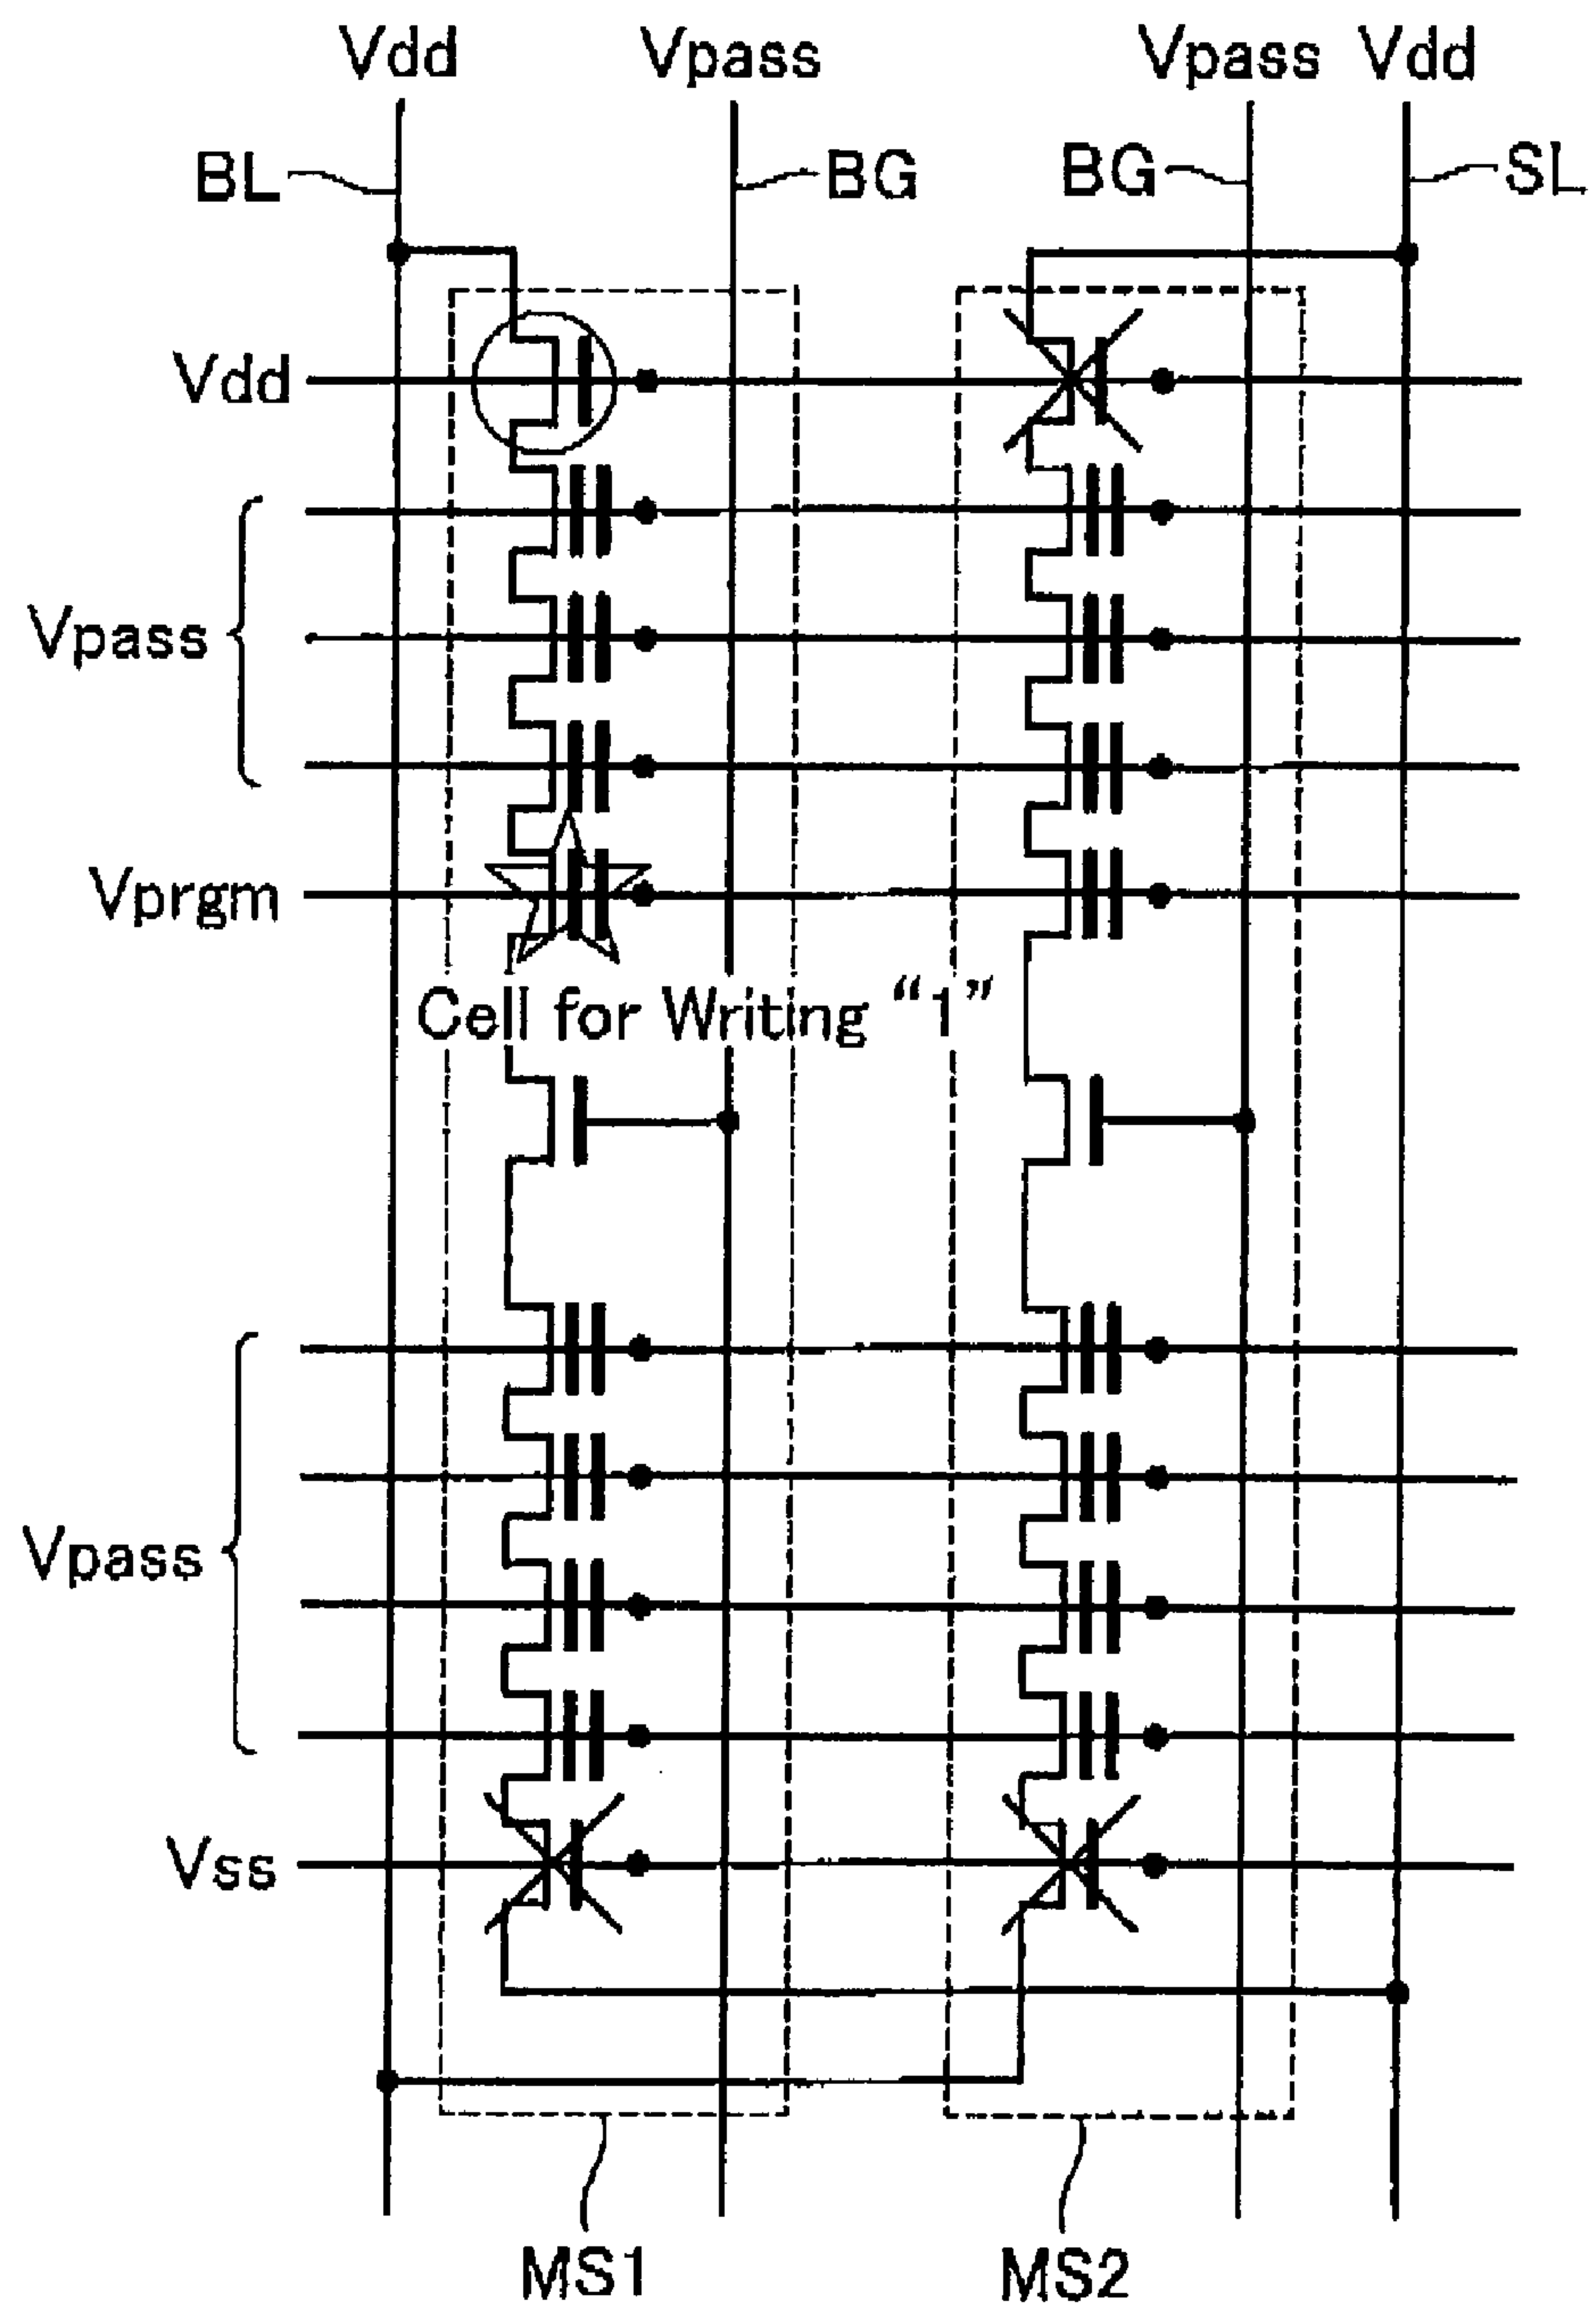 Vdd Vpass Vpass Vdd
BL BG BG SL
Vdd
Vpass
Vprgm
Cell for Writing “1”
Vpass
Vss
MS1 MS2